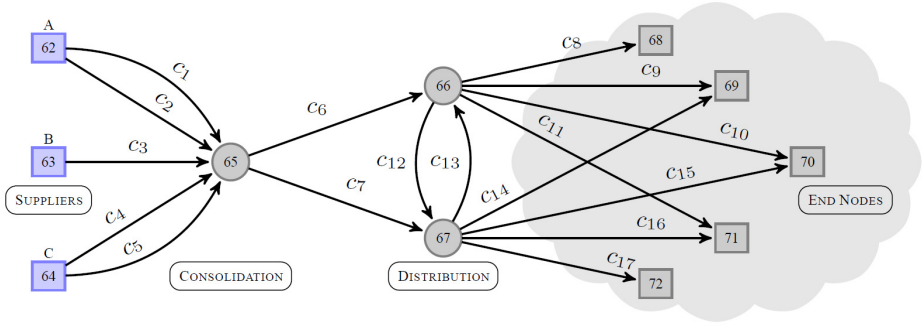 A
62
c1
c2
B
63
c3
SUPPLIERS
c4
C
64
c5
65
CONSOLIDATION
c6
c7
66
c12
c13
67
DISTRIBUTION
c8
68
c9
69
c11
c10
70
c14
c15
END NODES
c16
71
c17
72